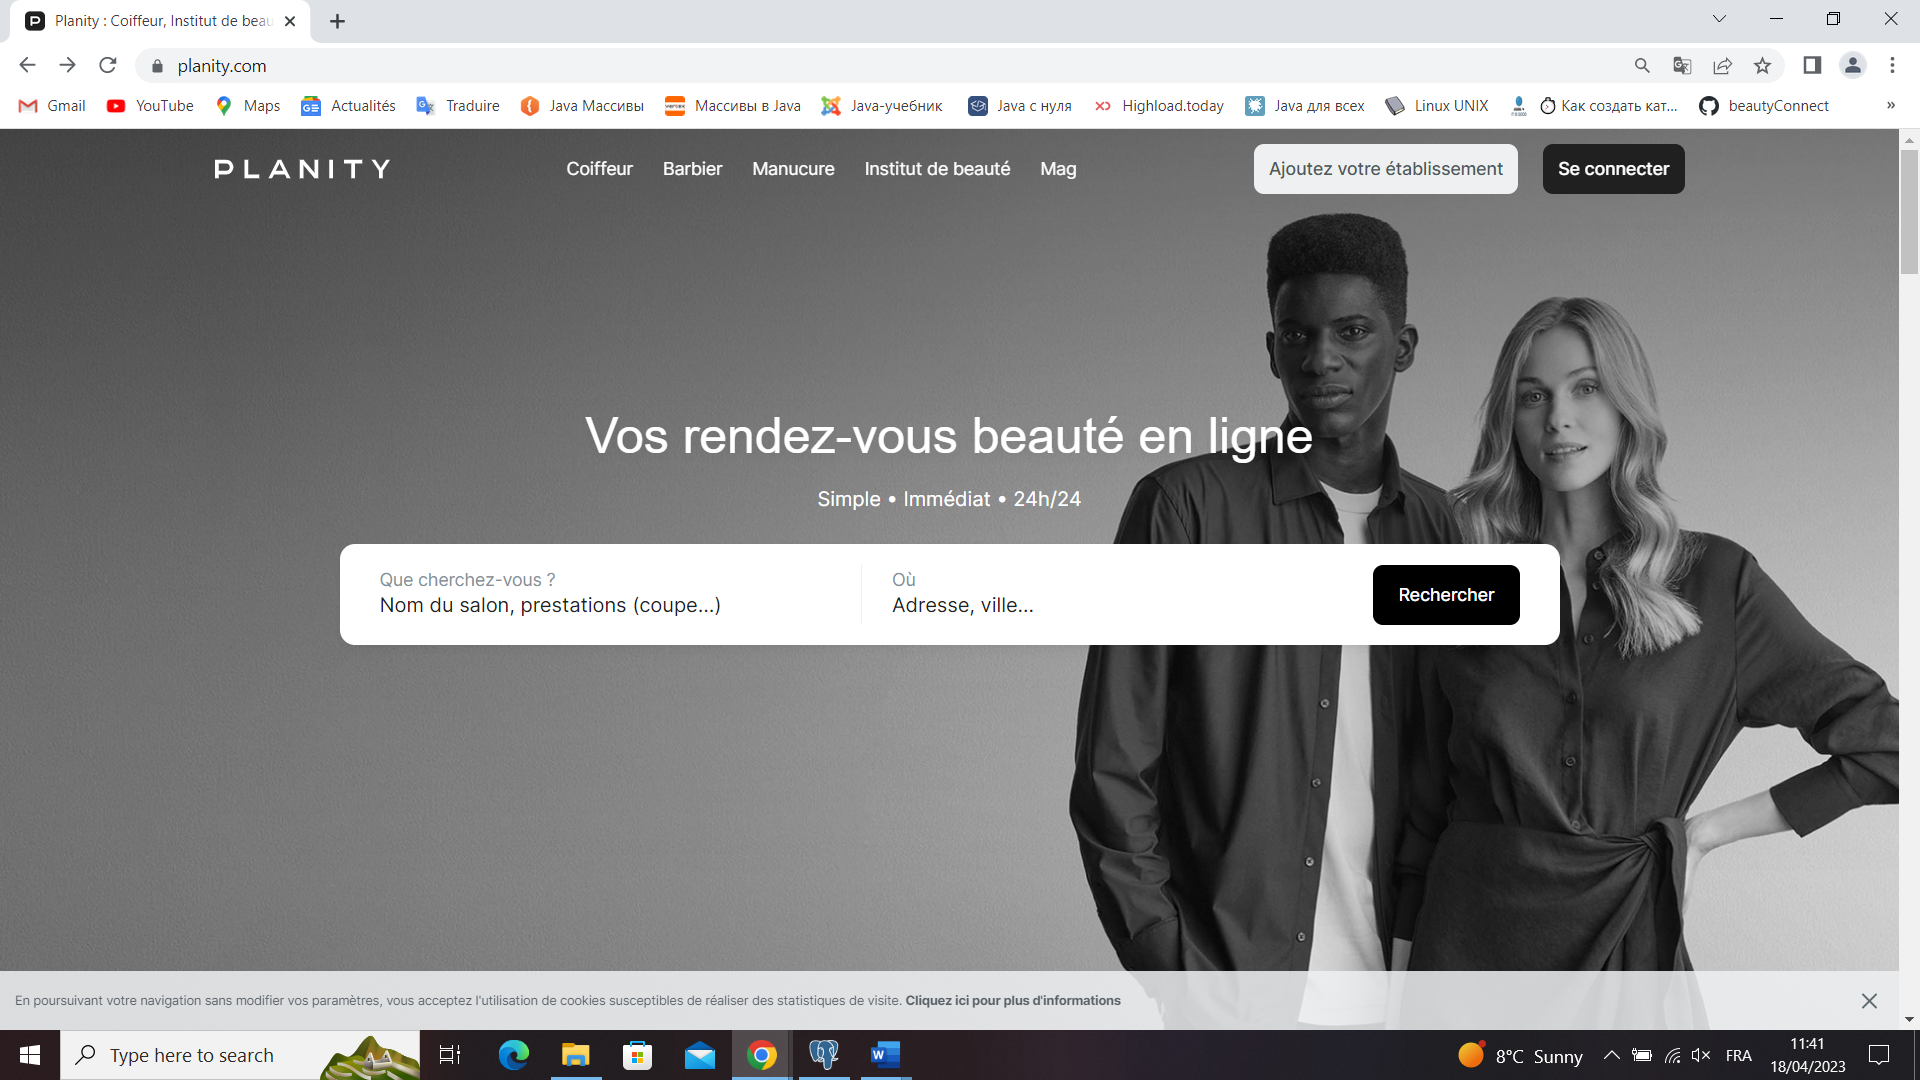 Planity : Coiffeur, Institut de beau
planity.com
Gmail YouTube Maps Actualités Traduire Java Массивы Массивы в Java Java-учебник Java с нуля Highload.today Java для всех Linux UNIX Как создать кат... beautyConnect »
PLANITY Coiffeur Barbier Manucure Institut de beauté Mag Ajoutez votre établissement Se connecter
Vos rendez-vous beauté en ligne
Simple • Immédiat • 24h/24
Que cherchez-vous ? Où
Nom du salon, prestations (coupe...) Adresse, ville...
Rechercher
En poursuivant votre navigation sans modifier vos paramètres, vous acceptez l'utilisation de cookies susceptibles de réaliser des statistiques de visite. Cliquez ici pour plus d'informations
Type here to search
8°C Sunny FRA
11:41
18/04/2023